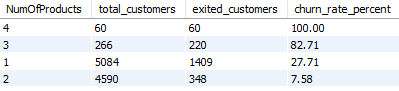 NumOfProducts total_customers exited_customers churn_rate_percent
4 60 60 100.00
3 266 220 82.71
1 5084 1409 27.71
2 4590 348 7.58